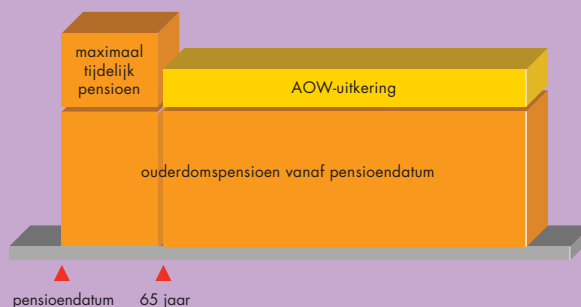 maximaal
tijdelijk
pensioen
AOW-uitkering
ouderdomspensioen vanaf pensioendatum
pensioendatum 65 jaar